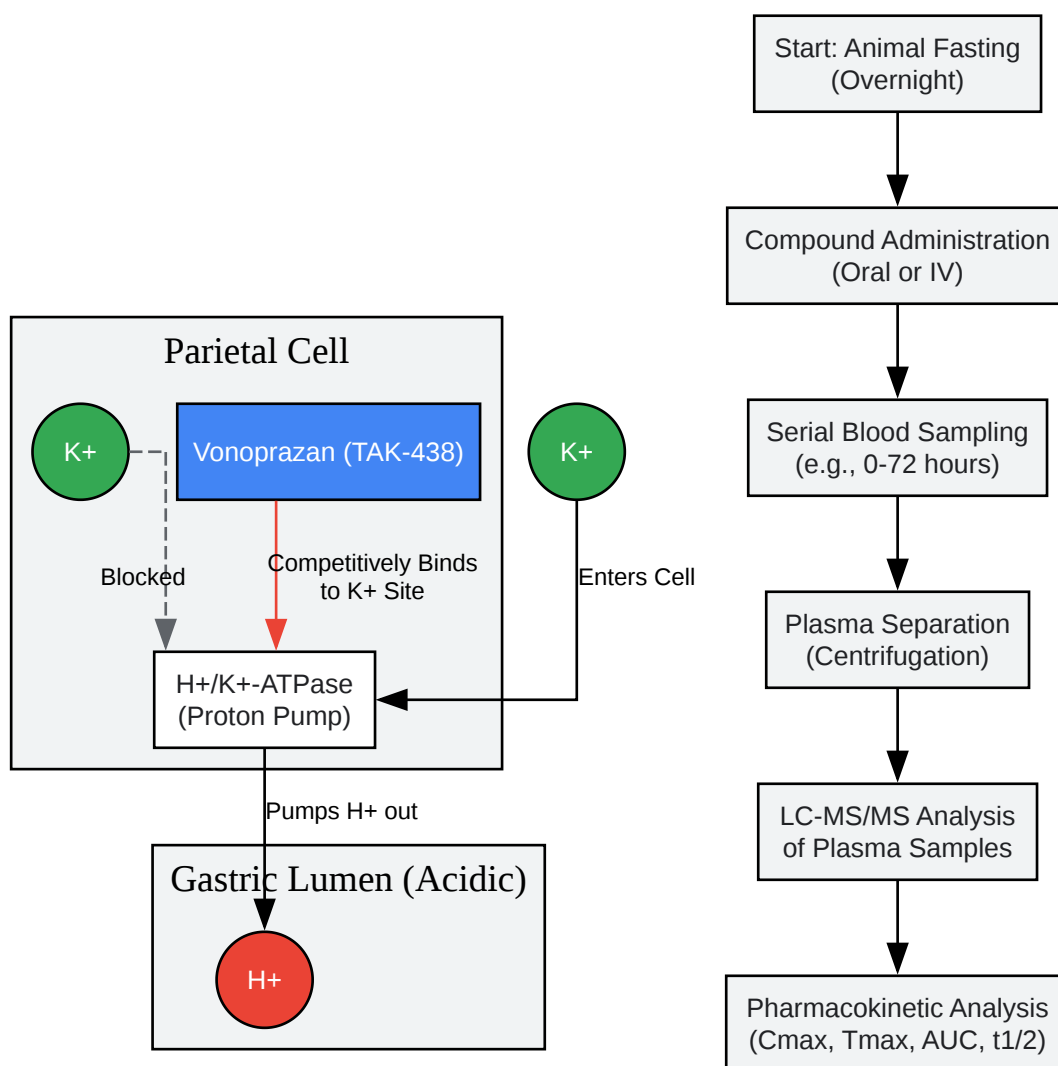 Parietal Cell
K+
Vonoprazan (TAK-438)
K+
Blocked
Competitively Binds
to K+ Site
Enters Cell
H+/K+-ATPase
(Proton Pump)
Pumps H+ out
Gastric Lumen (Acidic)
H+
Start: Animal Fasting
(Overnight)
Compound Administration
(Oral or IV)
Serial Blood Sampling
(e.g., 0-72 hours)
Plasma Separation
(Centrifugation)
LC-MS/MS Analysis
of Plasma Samples
Pharmacokinetic Analysis
(Cmax, Tmax, AUC, t1/2)